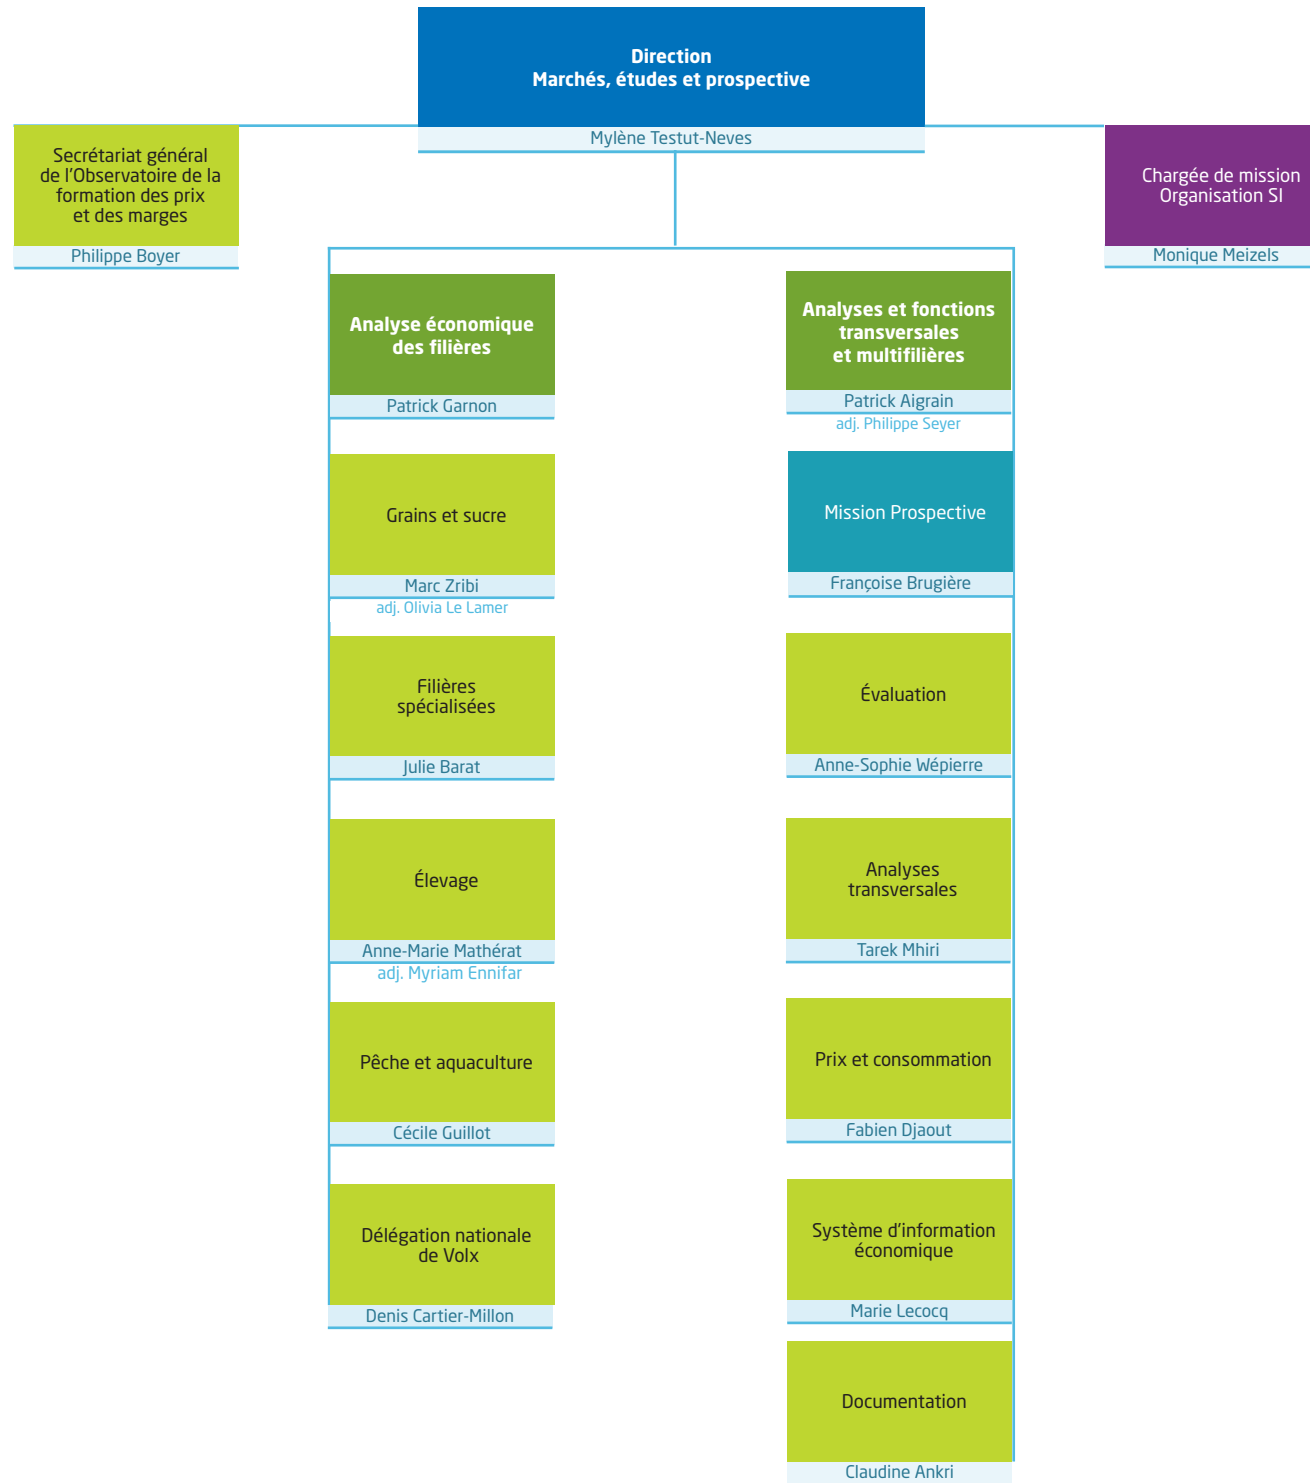 Direction
Marchés, études et prospective
Mylène Testut-Neves
Secrétariat général
de l'Observatoire de la
formation des prix
et des marges
Philippe Boyer
Chargée de mission
Organisation SI
Monique Meizels
Analyse économique
des filières
Patrick Garnon
Grains et sucre
Marc Zribi
adj. Olivia Le Lamer
Filières
spécialisées
Julie Barat
Élevage
Anne-Marie Mathérat
adj. Myriam Ennifar
Pêche et aquaculture
Cécile Guillot
Délégation nationale
de Volx
Denis Cartier-Millon
Analyses et fonctions
transversales
et multifilières
Patrick Aigrain
adj. Philippe Seyer
Mission Prospective
Françoise Brugière
Évaluation
Anne-Sophie Wépierre
Analyses
transversales
Tarek Mhiri
Prix et consommation
Fabien Djaout
Système d'information
économique
Marie Lecocq
Documentation
Claudine Ankri